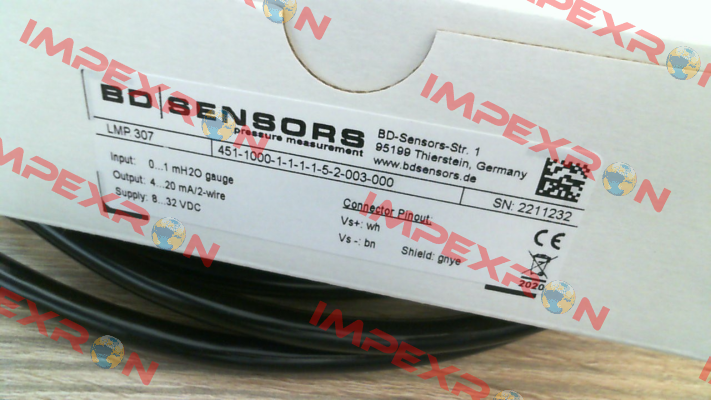 BD|SENSORS
pressure measurement
BD-Sensors-Str. 1
95199 Thierstein, Germany
www.bdsensors.de
LMP 307
451-1000-1-1-1-1-5-2-003-000
SN: 2211232
Input: 0...1 mH2O gauge
Output: 4...20 mA/2-wire
Supply: 8...32 VDC
Connector Pinout:
Vs+: wh
Vs -: bn
Shield: gnye
CE
2020
IMPEXRON
IMPEXRON
IMPEXRON
IMPEXRON
IMPEXRON
IMPEXRON
IMPEXRON
IMPEXRON